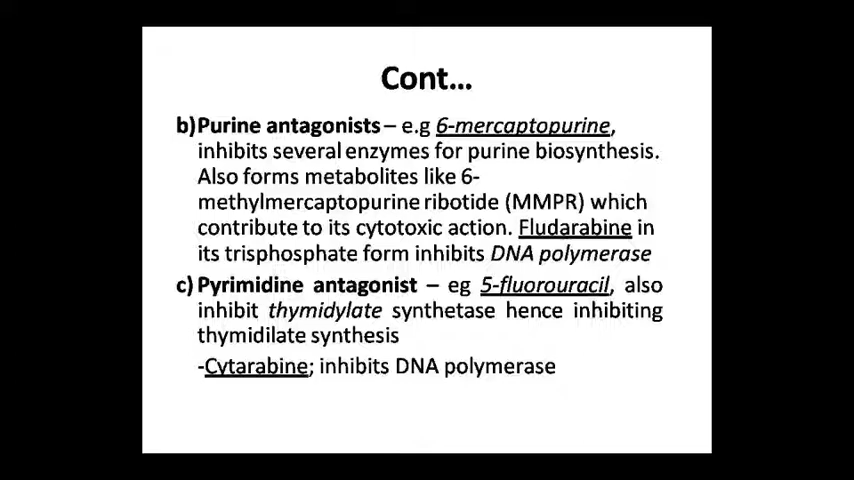 Cont...
b)Purine antagonists – e.g 6-mercaptopurine,
inhibits several enzymes for purine biosynthesis.
Also forms metabolites like 6-
methylmercaptopurine ribotide (MMPR) which
contribute to its cytotoxic action. Fludarabine in
its trisphosphate form inhibits DNA polymerase
c) Pyrimidine antagonist – eg 5-fluorouracil, also
inhibit thymidylate synthetase hence inhibiting
thymidilate synthesis
-Cytarabine; inhibits DNA polymerase